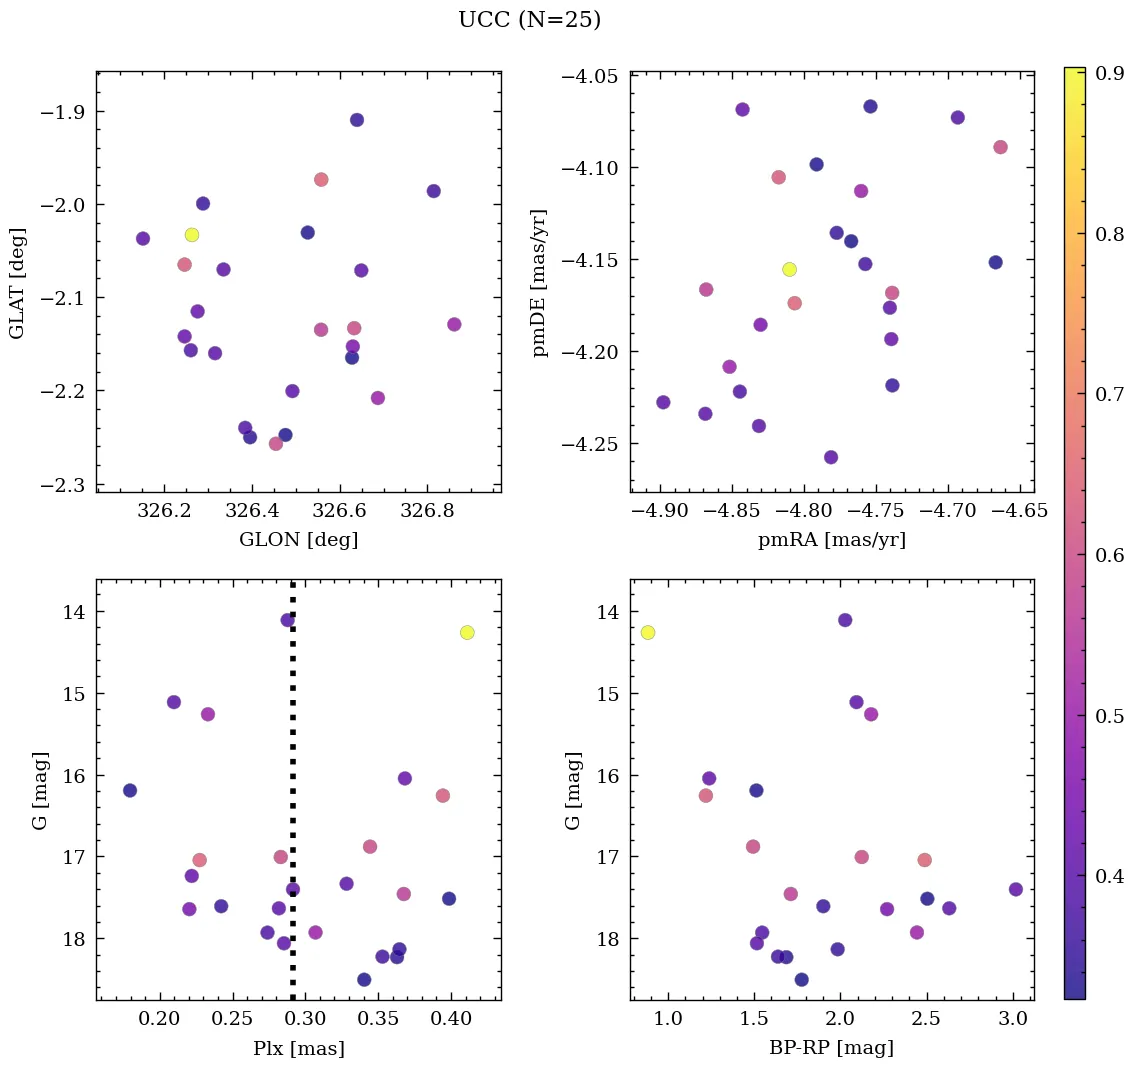 UCC (N=25)
−1.9
−2.0
−2.1
−2.2
−2.3
GLAT [deg]
326.2 326.4 326.6 326.8
GLON [deg]
−4.05
−4.10
−4.15
−4.20
−4.25
pmDE [mas/yr]
−4.90 −4.85 −4.80 −4.75 −4.70 −4.65
pmRA [mas/yr]
14
15
16
17
18
G [mag]
0.20 0.25 0.30 0.35 0.40
Plx [mas]
14
15
16
17
18
G [mag]
1.0 1.5 2.0 2.5 3.0
BP-RP [mag]
0.9
0.8
0.7
0.6
0.5
0.4